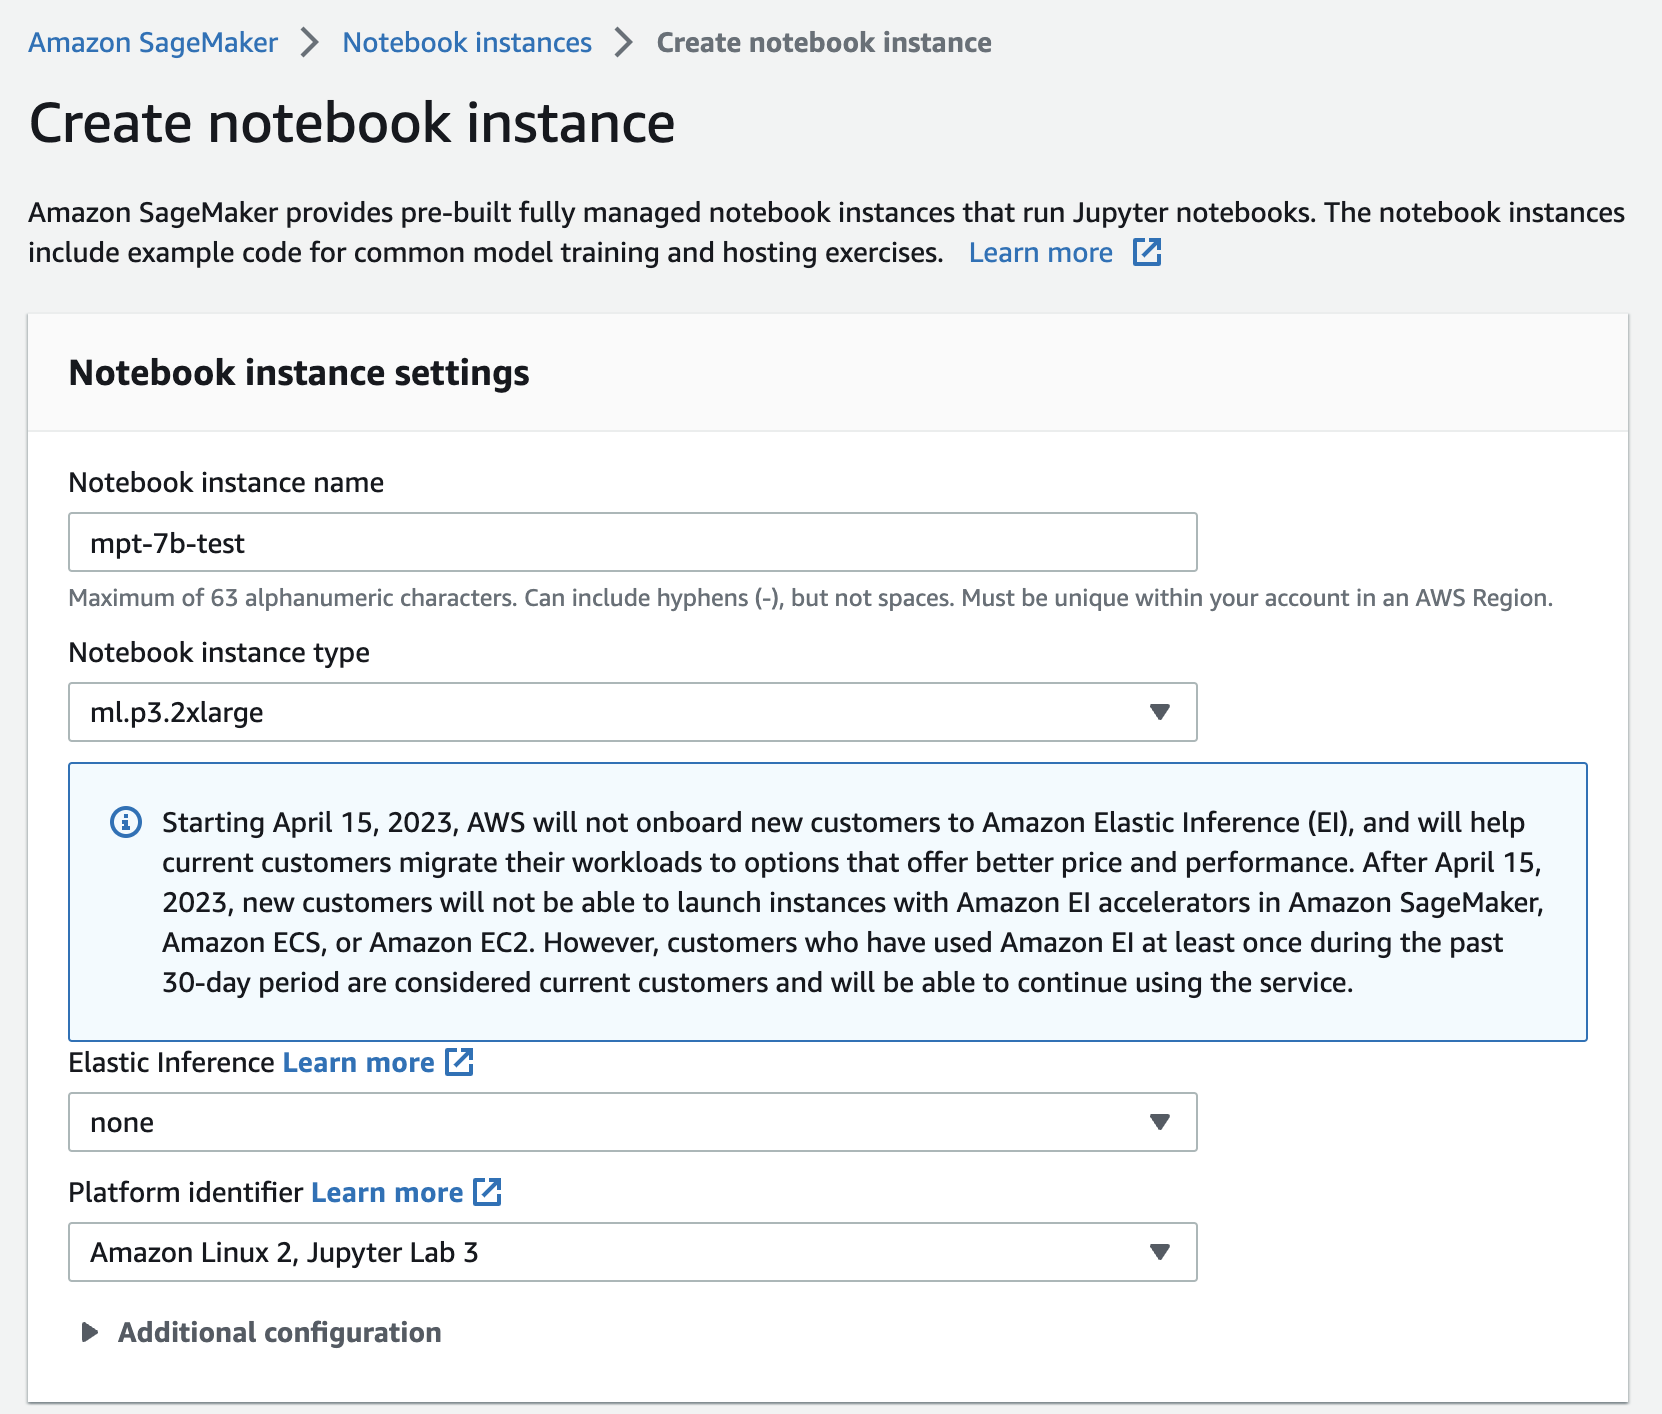 Amazon SageMaker > Notebook instances > Create notebook instance
Create notebook instance
Amazon SageMaker provides pre-built fully managed notebook instances that run Jupyter notebooks. The notebook instances
include example code for common model training and hosting exercises. Learn more
Notebook instance settings
Notebook instance name
mpt-7b-test
Maximum of 63 alphanumeric characters. Can include hyphens (-), but not spaces. Must be unique within your account in an AWS Region.
Notebook instance type
ml.p3.2xlarge
Starting April 15, 2023, AWS will not onboard new customers to Amazon Elastic Inference (EI), and will help
current customers migrate their workloads to options that offer better price and performance. After April 15,
2023, new customers will not be able to launch instances with Amazon EI accelerators in Amazon SageMaker,
Amazon ECS, or Amazon EC2. However, customers who have used Amazon EI at least once during the past
30-day period are considered current customers and will be able to continue using the service.
Elastic Inference Learn more
none
Platform identifier Learn more
Amazon Linux 2, Jupyter Lab 3
Additional configuration